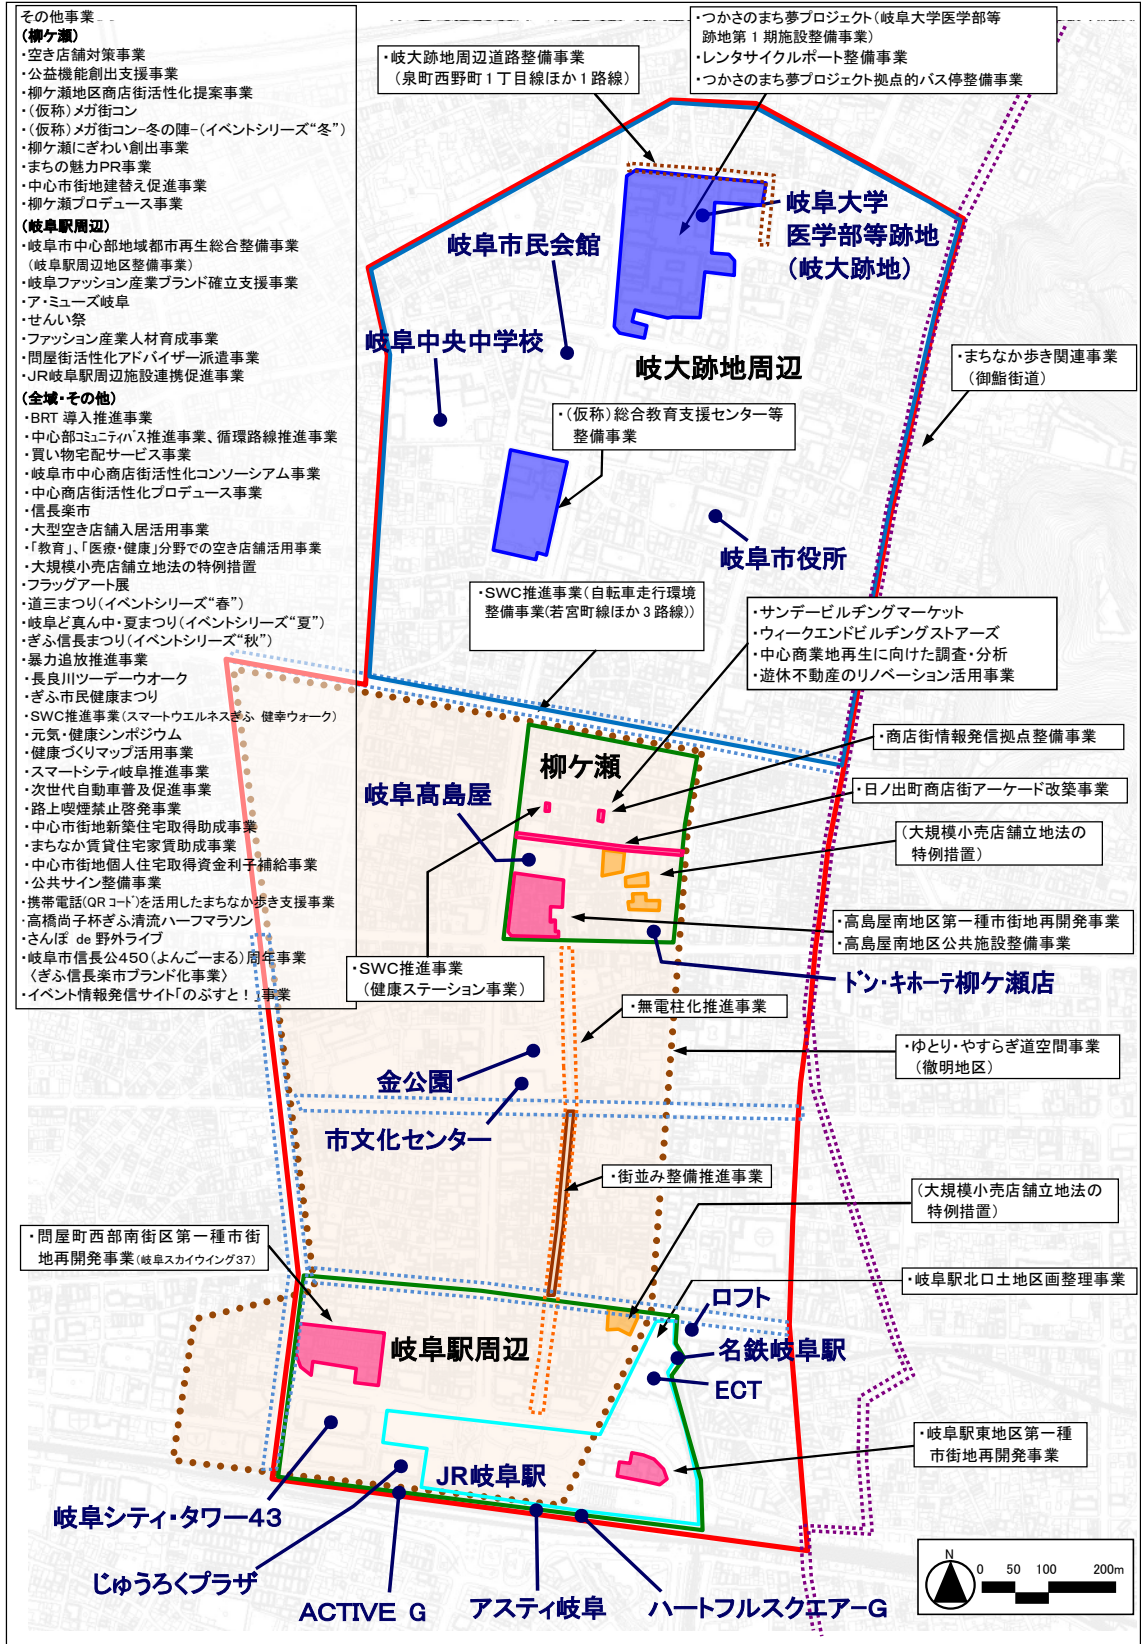 その他事業
(柳ケ瀬)
・空き店舗対策事業
・公益機能創出支援事業
・柳ケ瀬地区商店街活性化提案事業
・(仮称)メガ街コン
・(仮称)メガ街コン-冬の陣-(イベントシリーズ“冬”)
・柳ケ瀬にぎわい創出事業
・まちの魅力PR事業
・中心市街地建替え促進事業
・柳ケ瀬プロデュース事業
(岐阜駅周辺)
・岐阜市中心部地域都市再生総合整備事業
(岐阜駅周辺地区整備事業)
・岐阜ファッション産業ブランド確立支援事業
・ア・ミューズ岐阜
・せんい祭
・ファッション産業人材育成事業
・問屋街活性化アドバイザー派遣事業
・JR岐阜駅周辺施設連携促進事業
(全域・その他)
・BRT 導入推進事業
・中心部コミュニティバス推進事業、循環路線推進事業
・買い物宅配サービス事業
・岐阜市中心商店街活性化コンソーシアム事業
・中心商店街活性化プロデュース事業
・信長楽市
・大型空き店舗入居活用事業
・「教育」、「医療・健康」分野での空き店舗活用事業
・大規模小売店舗立地法の特例措置
・フラッグアート展
・道三まつり(イベントシリーズ“春”)
・岐阜ど真ん中・夏まつり(イベントシリーズ“夏”)
・ぎふ信長まつり(イベントシリーズ“秋”)
・暴力追放推進事業
・長良川ツーデーウオーク
・ぎふ市民健康まつり
・SWC推進事業(スマートウエルネスぎふ 健幸ウォーク)
・元気・健康シンポジウム
・健康づくりマップ活用事業
・スマートシティ岐阜推進事業
・次世代自動車普及促進事業
・路上喫煙禁止啓発事業
・中心市街地新築住宅取得助成事業
・まちなか賃貸住宅家賃助成事業
・中心市街地個人住宅取得資金利子補給事業
・公共サイン整備事業
・携帯電話(QRコード)を活用したまちなか歩き支援事業
・高橋尚子杯ぎふ清流ハーフマラソン
・さんぽ de 野外ライブ
・岐阜市信長公450(よんごーまる)周年事業
〈ぎふ信長楽市ブランド化事業〉
・イベント情報発信サイト「のぶすと!」事業
・岐大跡地周辺道路整備事業
(泉町西野町1丁目線ほか1路線)
・つかさのまち夢プロジェクト(岐阜大学医学部等
跡地第1期施設整備事業)
・レンタサイクルポート整備事業
・つかさのまち夢プロジェクト拠点的バス停整備事業
岐阜大学
医学部等跡地
(岐大跡地)
岐阜市民会館
岐阜中央中学校
岐大跡地周辺
・まちなか歩き関連事業
(御鮨街道)
・(仮称)総合教育支援センター等
整備事業
岐阜市役所
・SWC推進事業(自転車走行環境
整備事業(若宮町線ほか3路線))
・サンデービルヂングマーケット
・ウィークエンドビルヂングストアーズ
・中心商業地再生に向けた調査・分析
・遊休不動産のリノベーション活用事業
柳ケ瀬
・商店街情報発信拠点整備事業
岐阜髙島屋
・日ノ出町商店街アーケード改築事業
(大規模小売店舗立地法の
特例措置)
・高島屋南地区第一種市街地再開発事業
・高島屋南地区公共施設整備事業
・SWC推進事業
(健康ステーション事業)
ドン・キホーテ柳ケ瀬店
・無電柱化推進事業
・ゆとり・やすらぎ道空間事業
(徹明地区)
金公園
市文化センター
・街並み整備推進事業
(大規模小売店舗立地法の
特例措置)
・問屋町西部南街区第一種市街
地再開発事業(岐阜スカイウイング37)
・岐阜駅北口土地区画整理事業
ロフト
岐阜駅周辺
名鉄岐阜駅
ECT
・岐阜駅東地区第一種
市街地再開発事業
JR岐阜駅
岐阜シティ・タワー43
じゅうろくプラザ
ACTIVE G
アスティ岐阜
ハートフルスクエアーG
N
0 50 100 200m